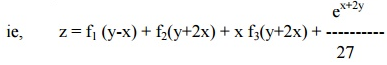 e^{x+2y}
ie, z = f₁ (y-x) + f₂(y+2x) + x f₃(y+2x) + ----------
27